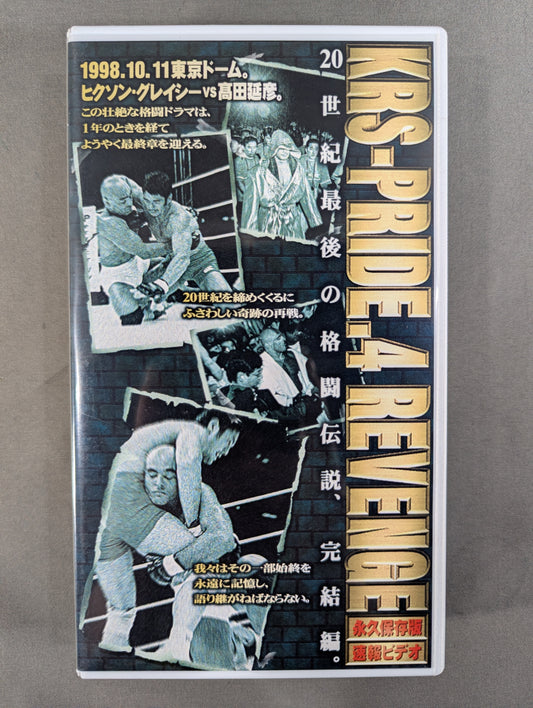 1998.10.11東京ドーム。
ヒクソン・グレイシーVS髙田延彦。
この壮絶な格闘ドラマは、
1年のときを経て
ようやく最終章を迎える。
KRS-PRIDE.4 REVENGE
20世紀最後の格闘伝説、完結編。
20世紀を締めくくるに
ふさわしい奇跡の再戦。
我々はその一部始終を
永遠に記憶し、
語り継がねばならない。
永久保存版
速報ビデオ